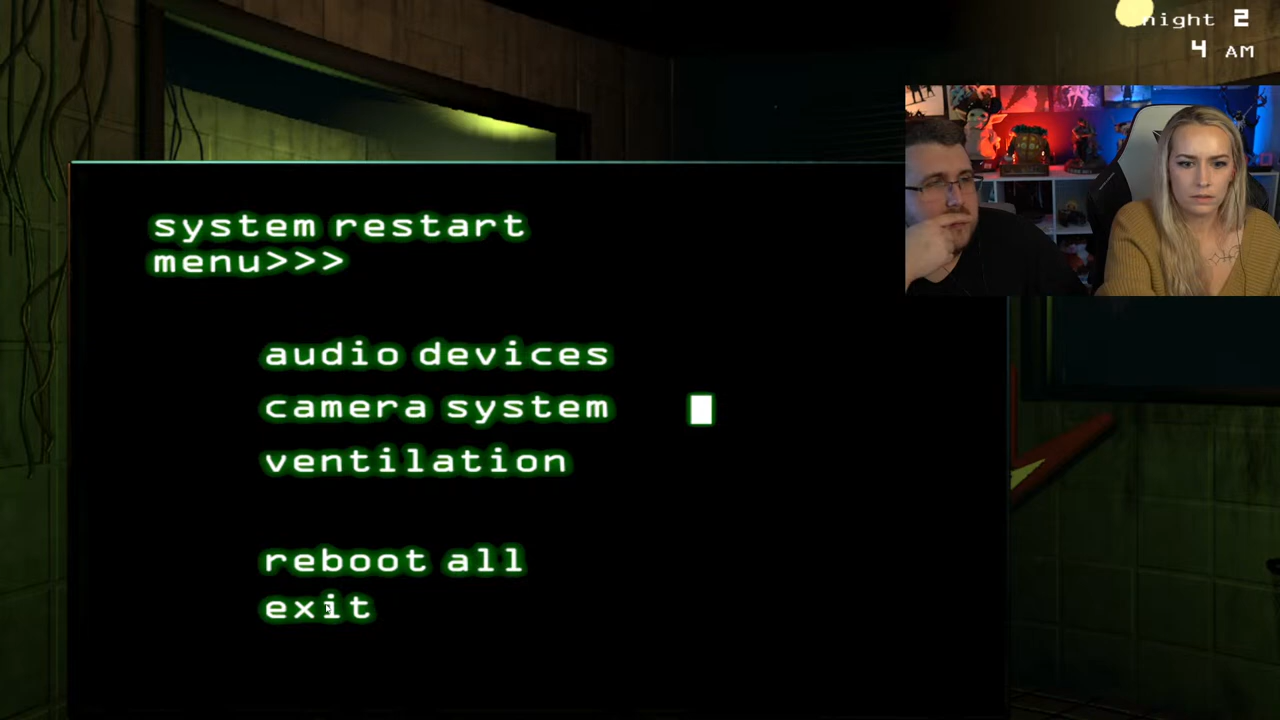 night 2
4 AM
system restart
menu>>>
audio devices
camera system
ventilation
reboot all
exit